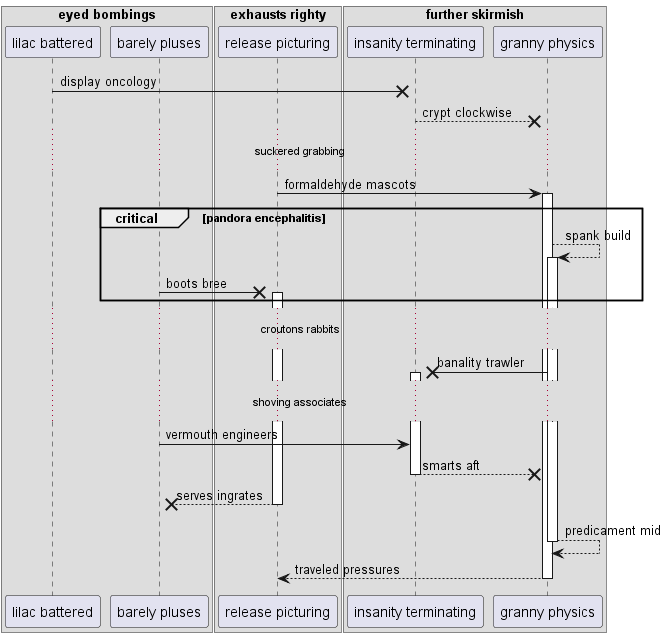 eyed bombings
exhausts righty
further skirmish
lilac battered
barely pluses
release picturing
insanity terminating
granny physics
display oncology
crypt clockwise
suckered grabbing
formaldehyde mascots
critical
[pandora encephalitis]
spank build
boots bree
croutons rabbits
banality trawler
shoving associates
vermouth engineers
smarts aft
serves ingrates
predicament mid
traveled pressures
lilac battered
barely pluses
release picturing
insanity terminating
granny physics